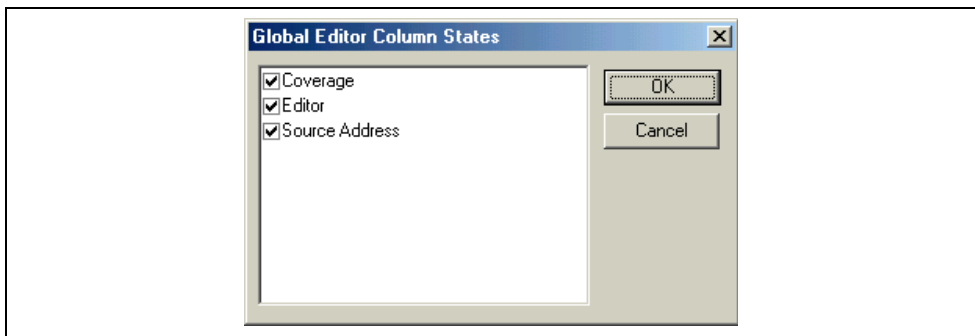 Global Editor Column States
Coverage
Editor
Source Address
OK
Cancel